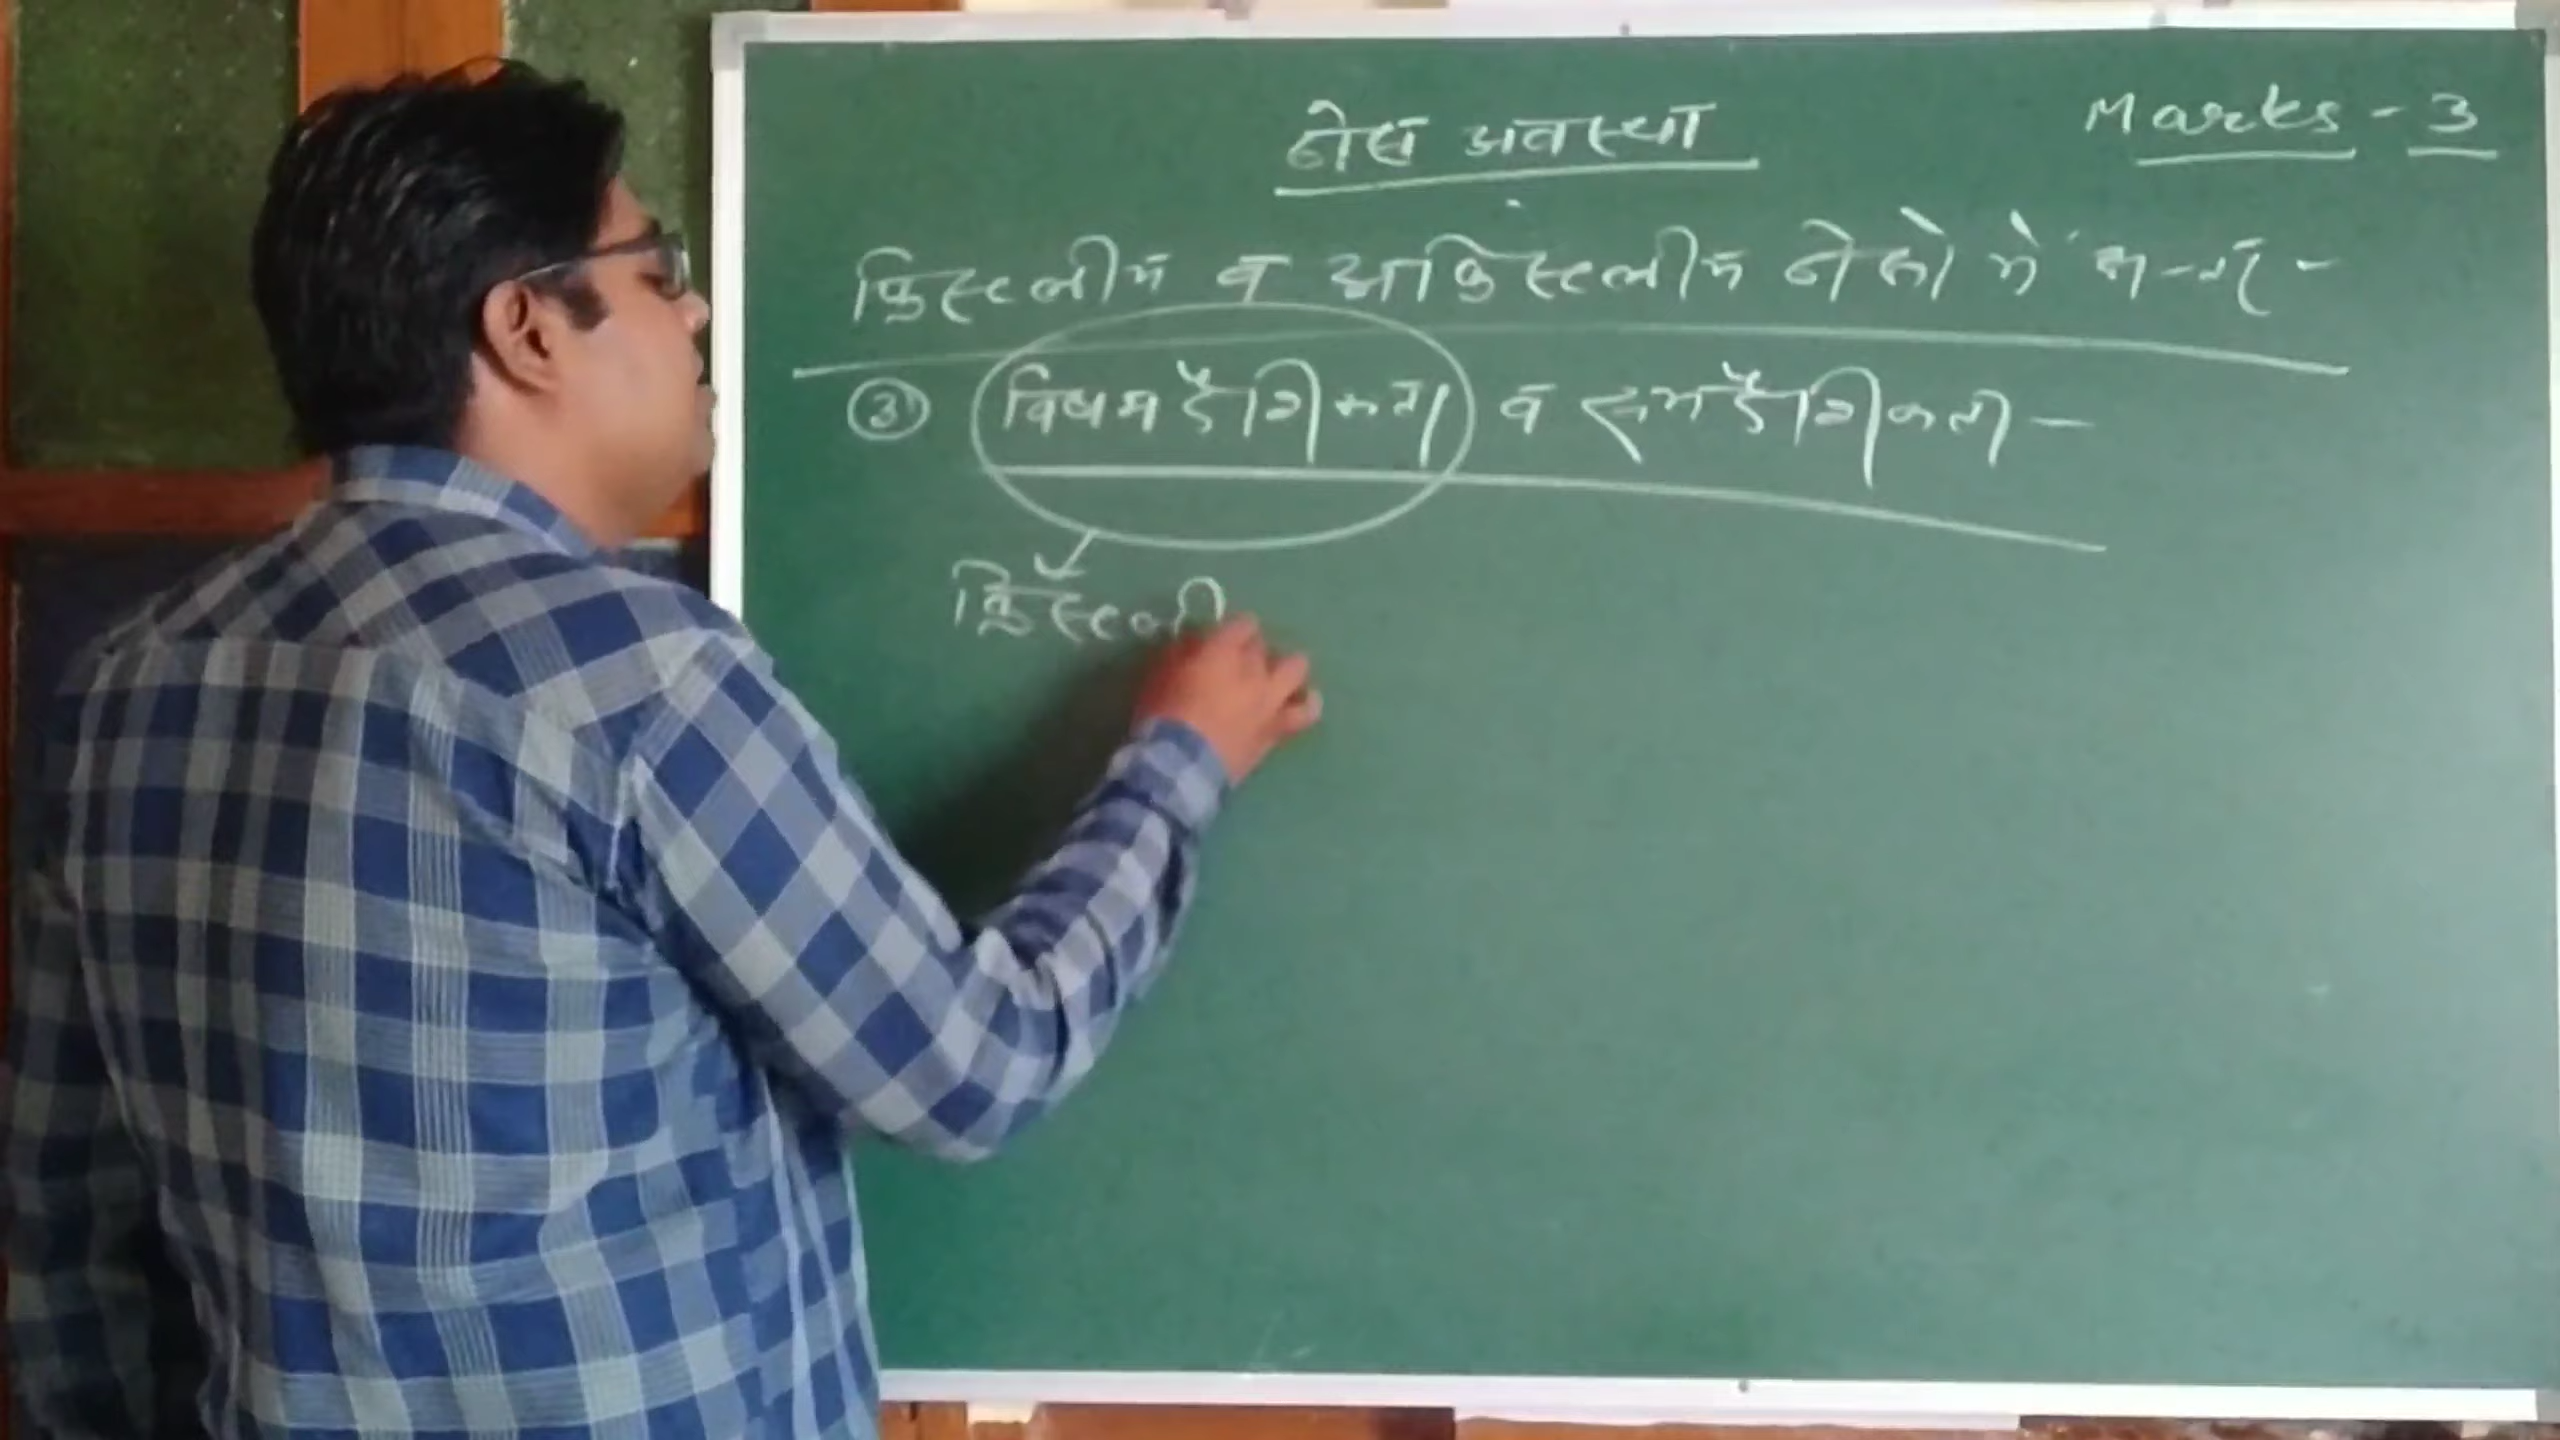 ठोस अवस्था
Marks - 3
क्रिस्टलीय व अक्रिस्टलीय ठोसों में अन्तर -
③ विषमदैशिकता व समदैशिकता -
क्रिस्टली